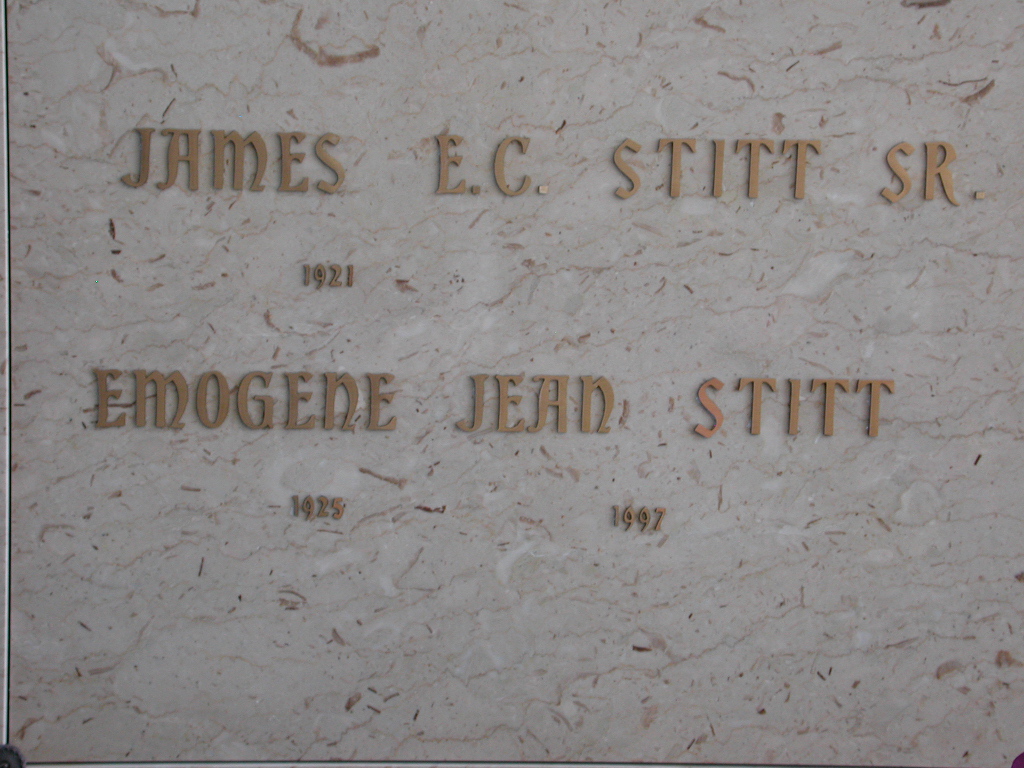 JAMES E.C. STITT SR.
1921
EMOGENE JEAN STITT
1925 1997